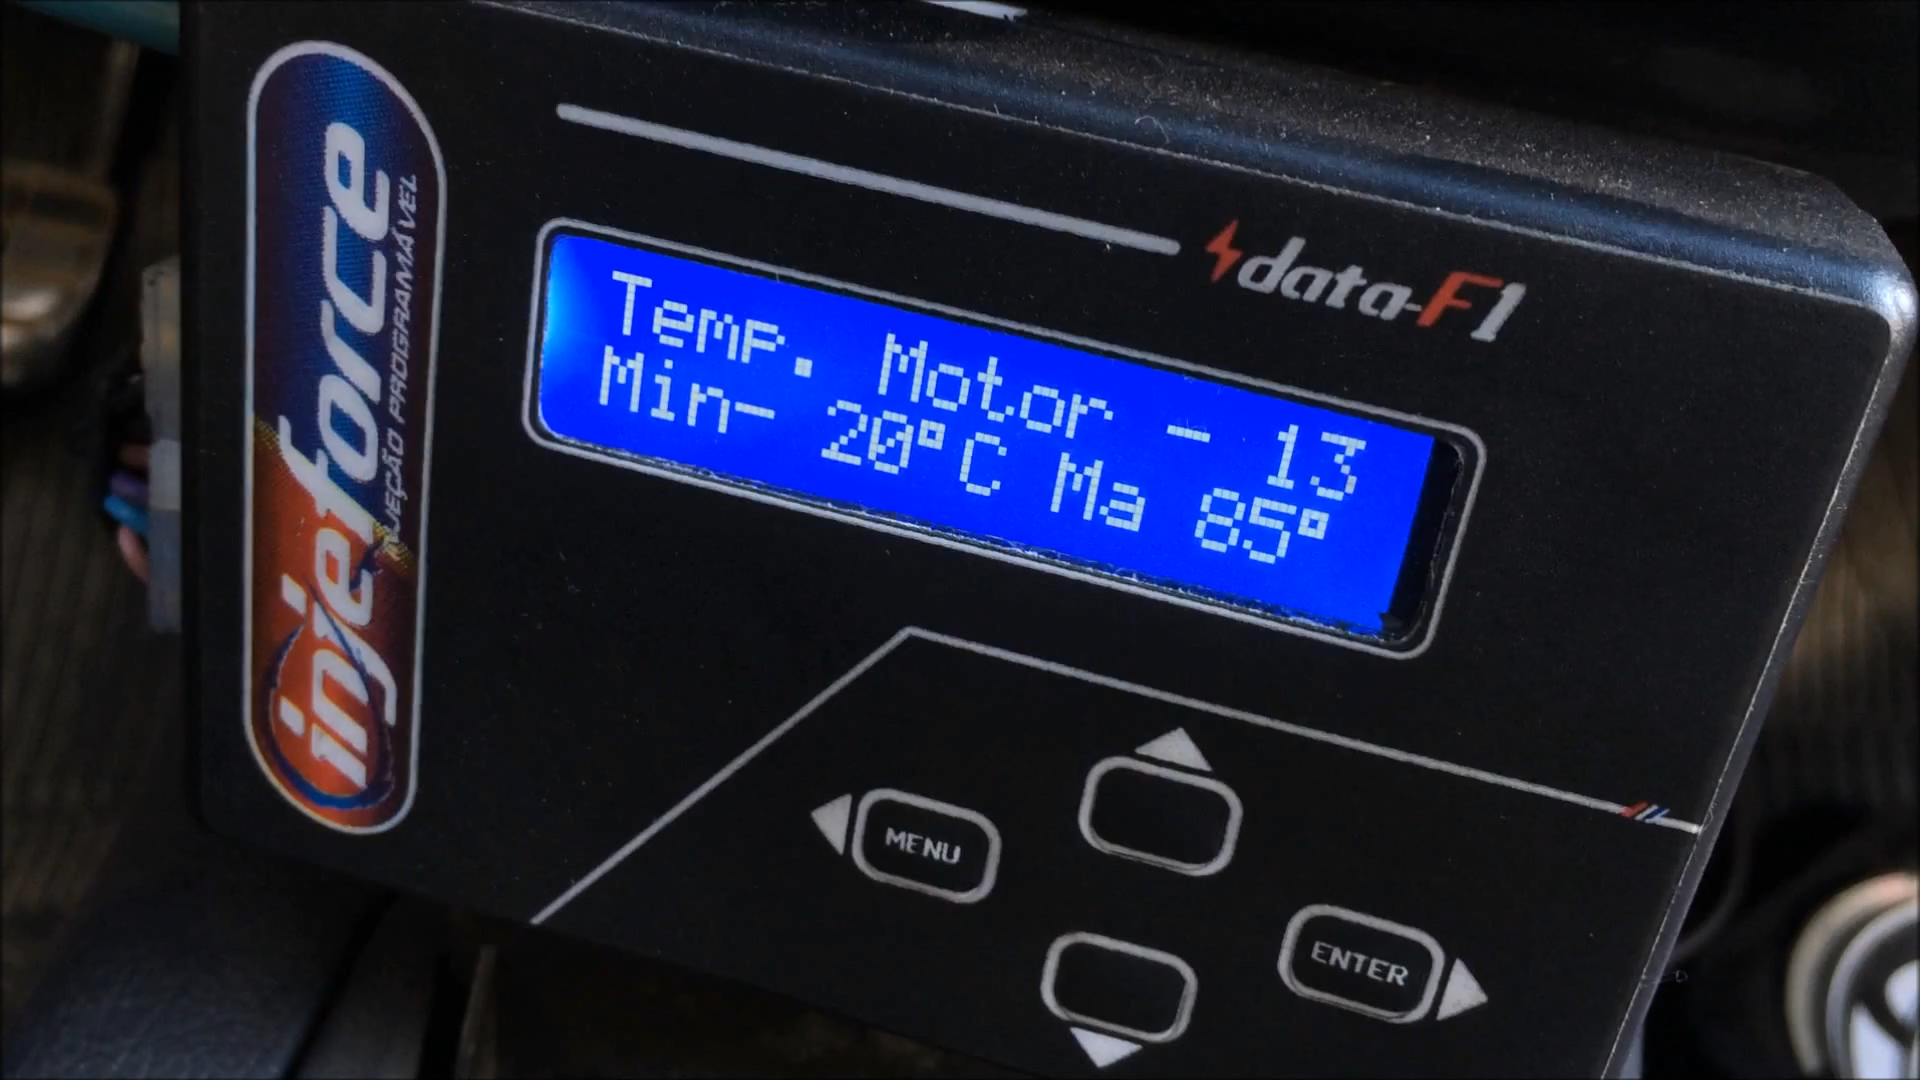 injeforce
INJEÇÃO PROGRAMÁVEL
data-F1
Temp. Motor - 13
Min- 20°C Ma 85°
MENU
ENTER